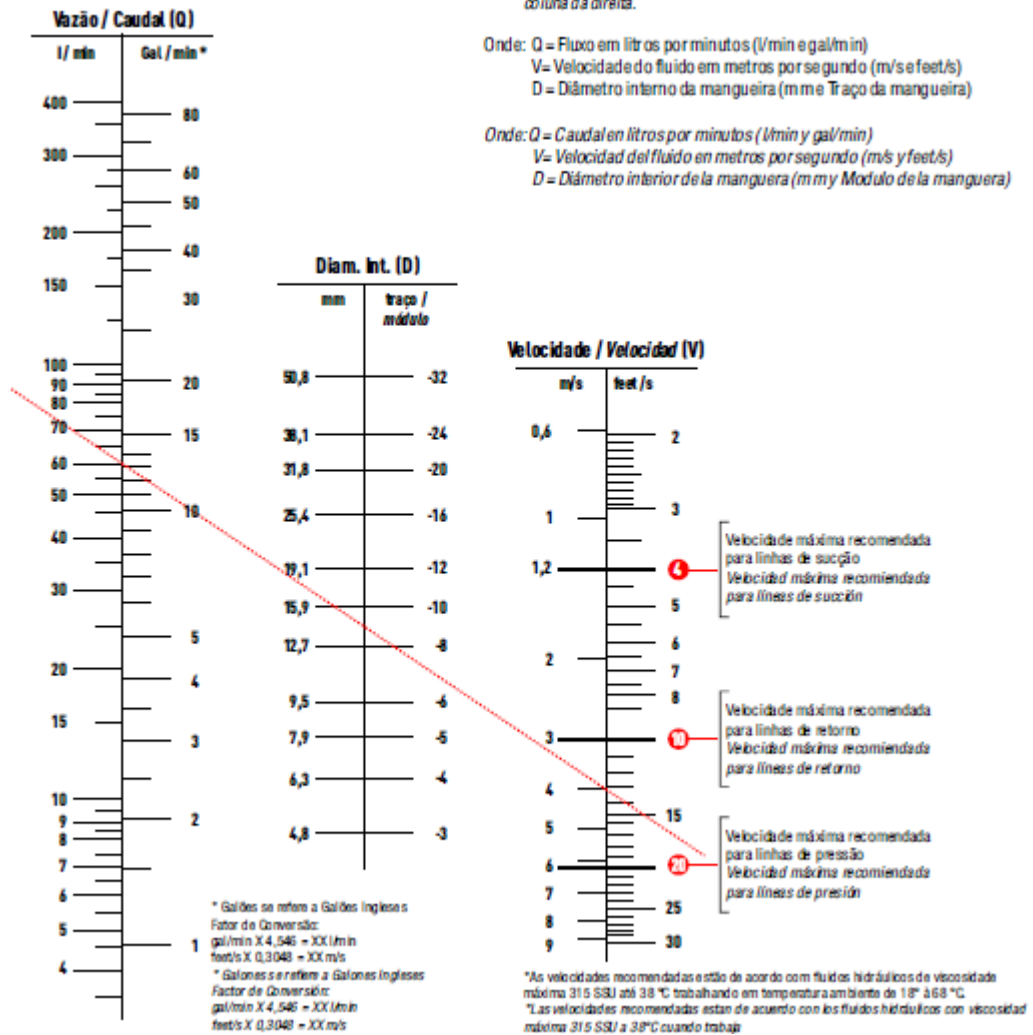 coluna da direita.
Vazão / Caudal (Q)
l / min
Gal / min *
Onde: Q = Fluxo em litros por minutos (l/min e gal/min)
V= Velocidade do fluido em metros por segundo (m/s e feet/s)
D = Diâmetro interno da mangueira (mm e Traço da mangueira)
Onde: Q = Caudal en litros por minutos (l/min y gal/min)
V= Velocidad del fluido en metros por segundo (m/s y feet/s)
D = Diámetro interior de la manguera (mm y Modulo de la manguera)
400
80
300
60
50
200
40
150
30
100
90
20
80
70
15
60
50
10
40
30
5
20
4
15
3
10
9
2
8
7
6
5
1
4
Diam. Int. (D)
mm
traço /
módulo
50,8
-32
38,1
-24
31,8
-20
25,4
-16
19,1
-12
15,9
-10
12,7
-8
9,5
-6
7,9
-5
6,3
-4
4,8
-3
Velocidade / Velocidad (V)
m/s
feet/s
0,6
2
3
1
1,2
4
5
6
2
7
8
3
10
4
15
5
6
20
7
25
8
9
30
Velocidade máxima recomendada
para linhas de sucção
Velocidad máxima recomiendada
para líneas de succión
Velocidade máxima recomendada
para linhas de retorno
Velocidad máxima recomiendada
para líneas de retorno
Velocidade máxima recomendada
para linhas de pressão
Velocidad máxima recomiendada
para líneas de presión
* Galões se refere a Galões Ingleses
Fator de Conversão:
gal/min X 4,546 = XX l/min
feet/s X 0,3048 = XX m/s
* Galones se refiere a Galones Ingleses
Factor de Conversión:
gal/min X 4,546 = XX l/min
feet/s X 0,3048 = XX m/s
*As velocidades recomendadas estão de acordo com fluidos hidráulicos de viscosidade
máxima 315 SSU até 38 °C trabalhando em temperatura ambiente de 18° à 68 °C.
*Las velocidades recomendadas estan de acuerdo con los fluidos hidráulicos con viscosidad
máxima 315 SSU a 38°C cuando trabaja